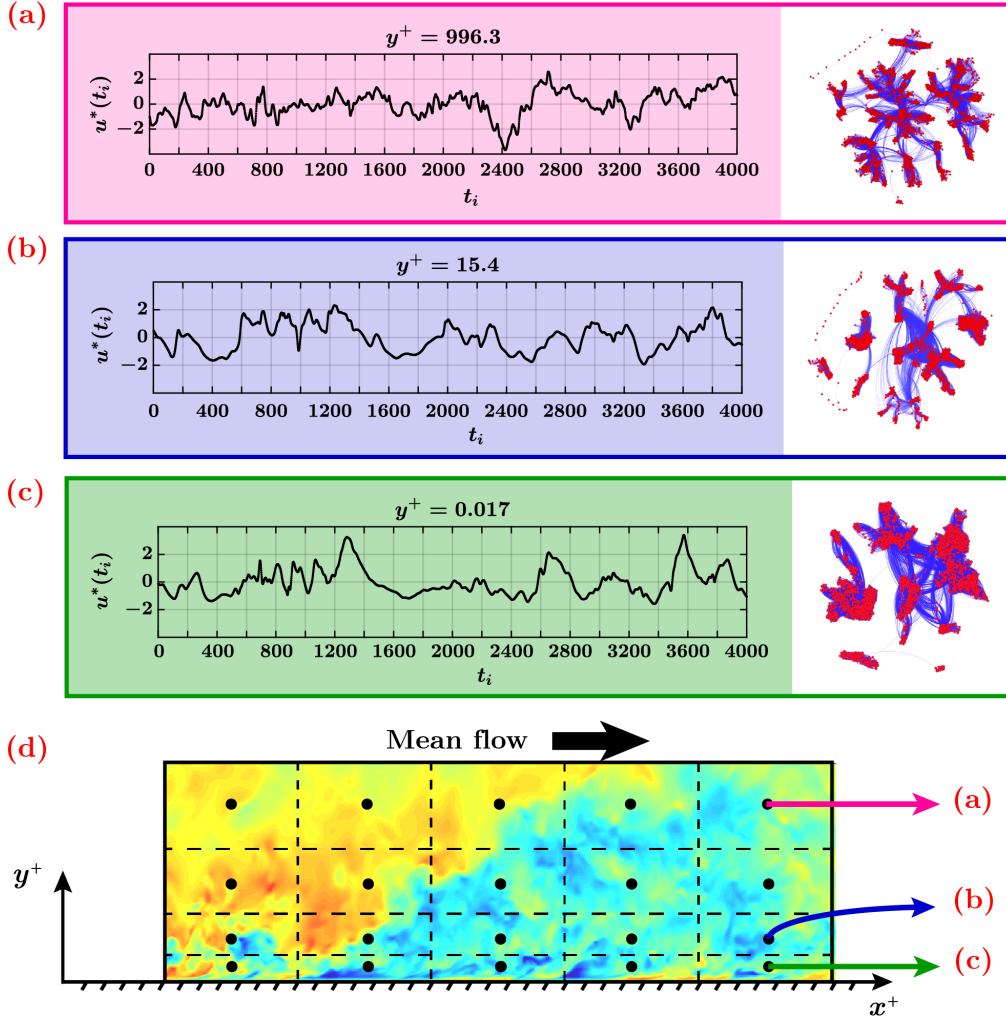 (a)
y⁺ = 996.3
u*(tᵢ)
2
0
−2
0 400 800 1200 1600 2000 2400 2800 3200 3600 4000
tᵢ
(b)
y⁺ = 15.4
u*(tᵢ)
2
0
−2
0 400 800 1200 1600 2000 2400 2800 3200 3600 4000
tᵢ
(c)
y⁺ = 0.017
u*(tᵢ)
2
0
−2
0 400 800 1200 1600 2000 2400 2800 3200 3600 4000
tᵢ
(d)
Mean flow
(a)
y⁺
(b)
(c)
x⁺